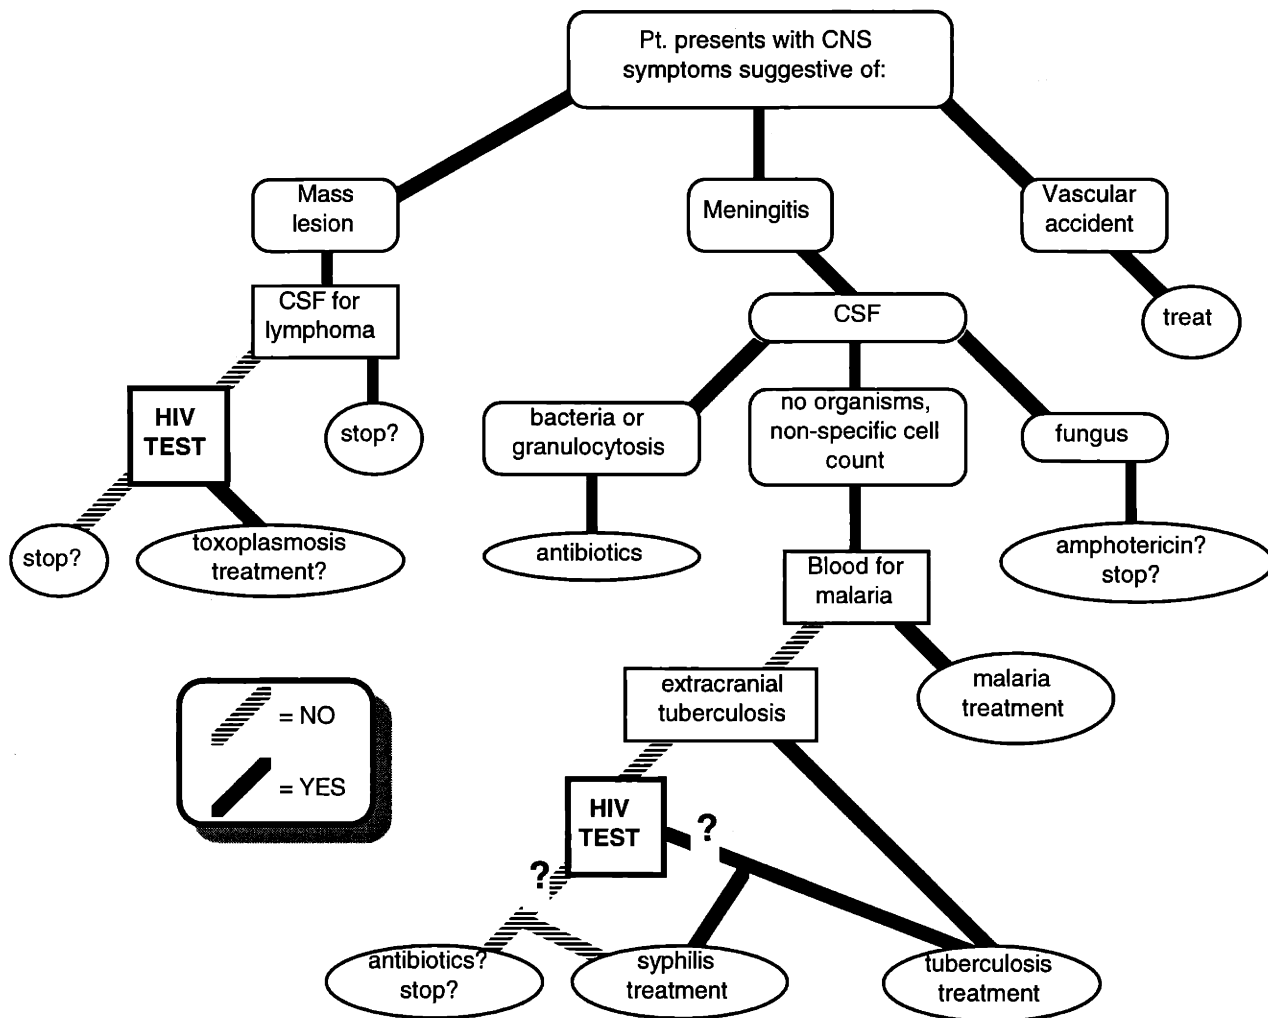 Pt. presents with CNS
symptoms suggestive of:
Mass
lesion
Meningitis
Vascular
accident
CSF for
lymphoma
CSF
treat
HIV
TEST
stop?
bacteria or
granulocytosis
no organisms,
non-specific cell
count
fungus
stop?
toxoplasmosis
treatment?
antibiotics
Blood for
malaria
amphotericin?
stop?
extracranial
tuberculosis
malaria
treatment
= NO
= YES
HIV
TEST
?
?
antibiotics?
stop?
syphilis
treatment
tuberculosis
treatment